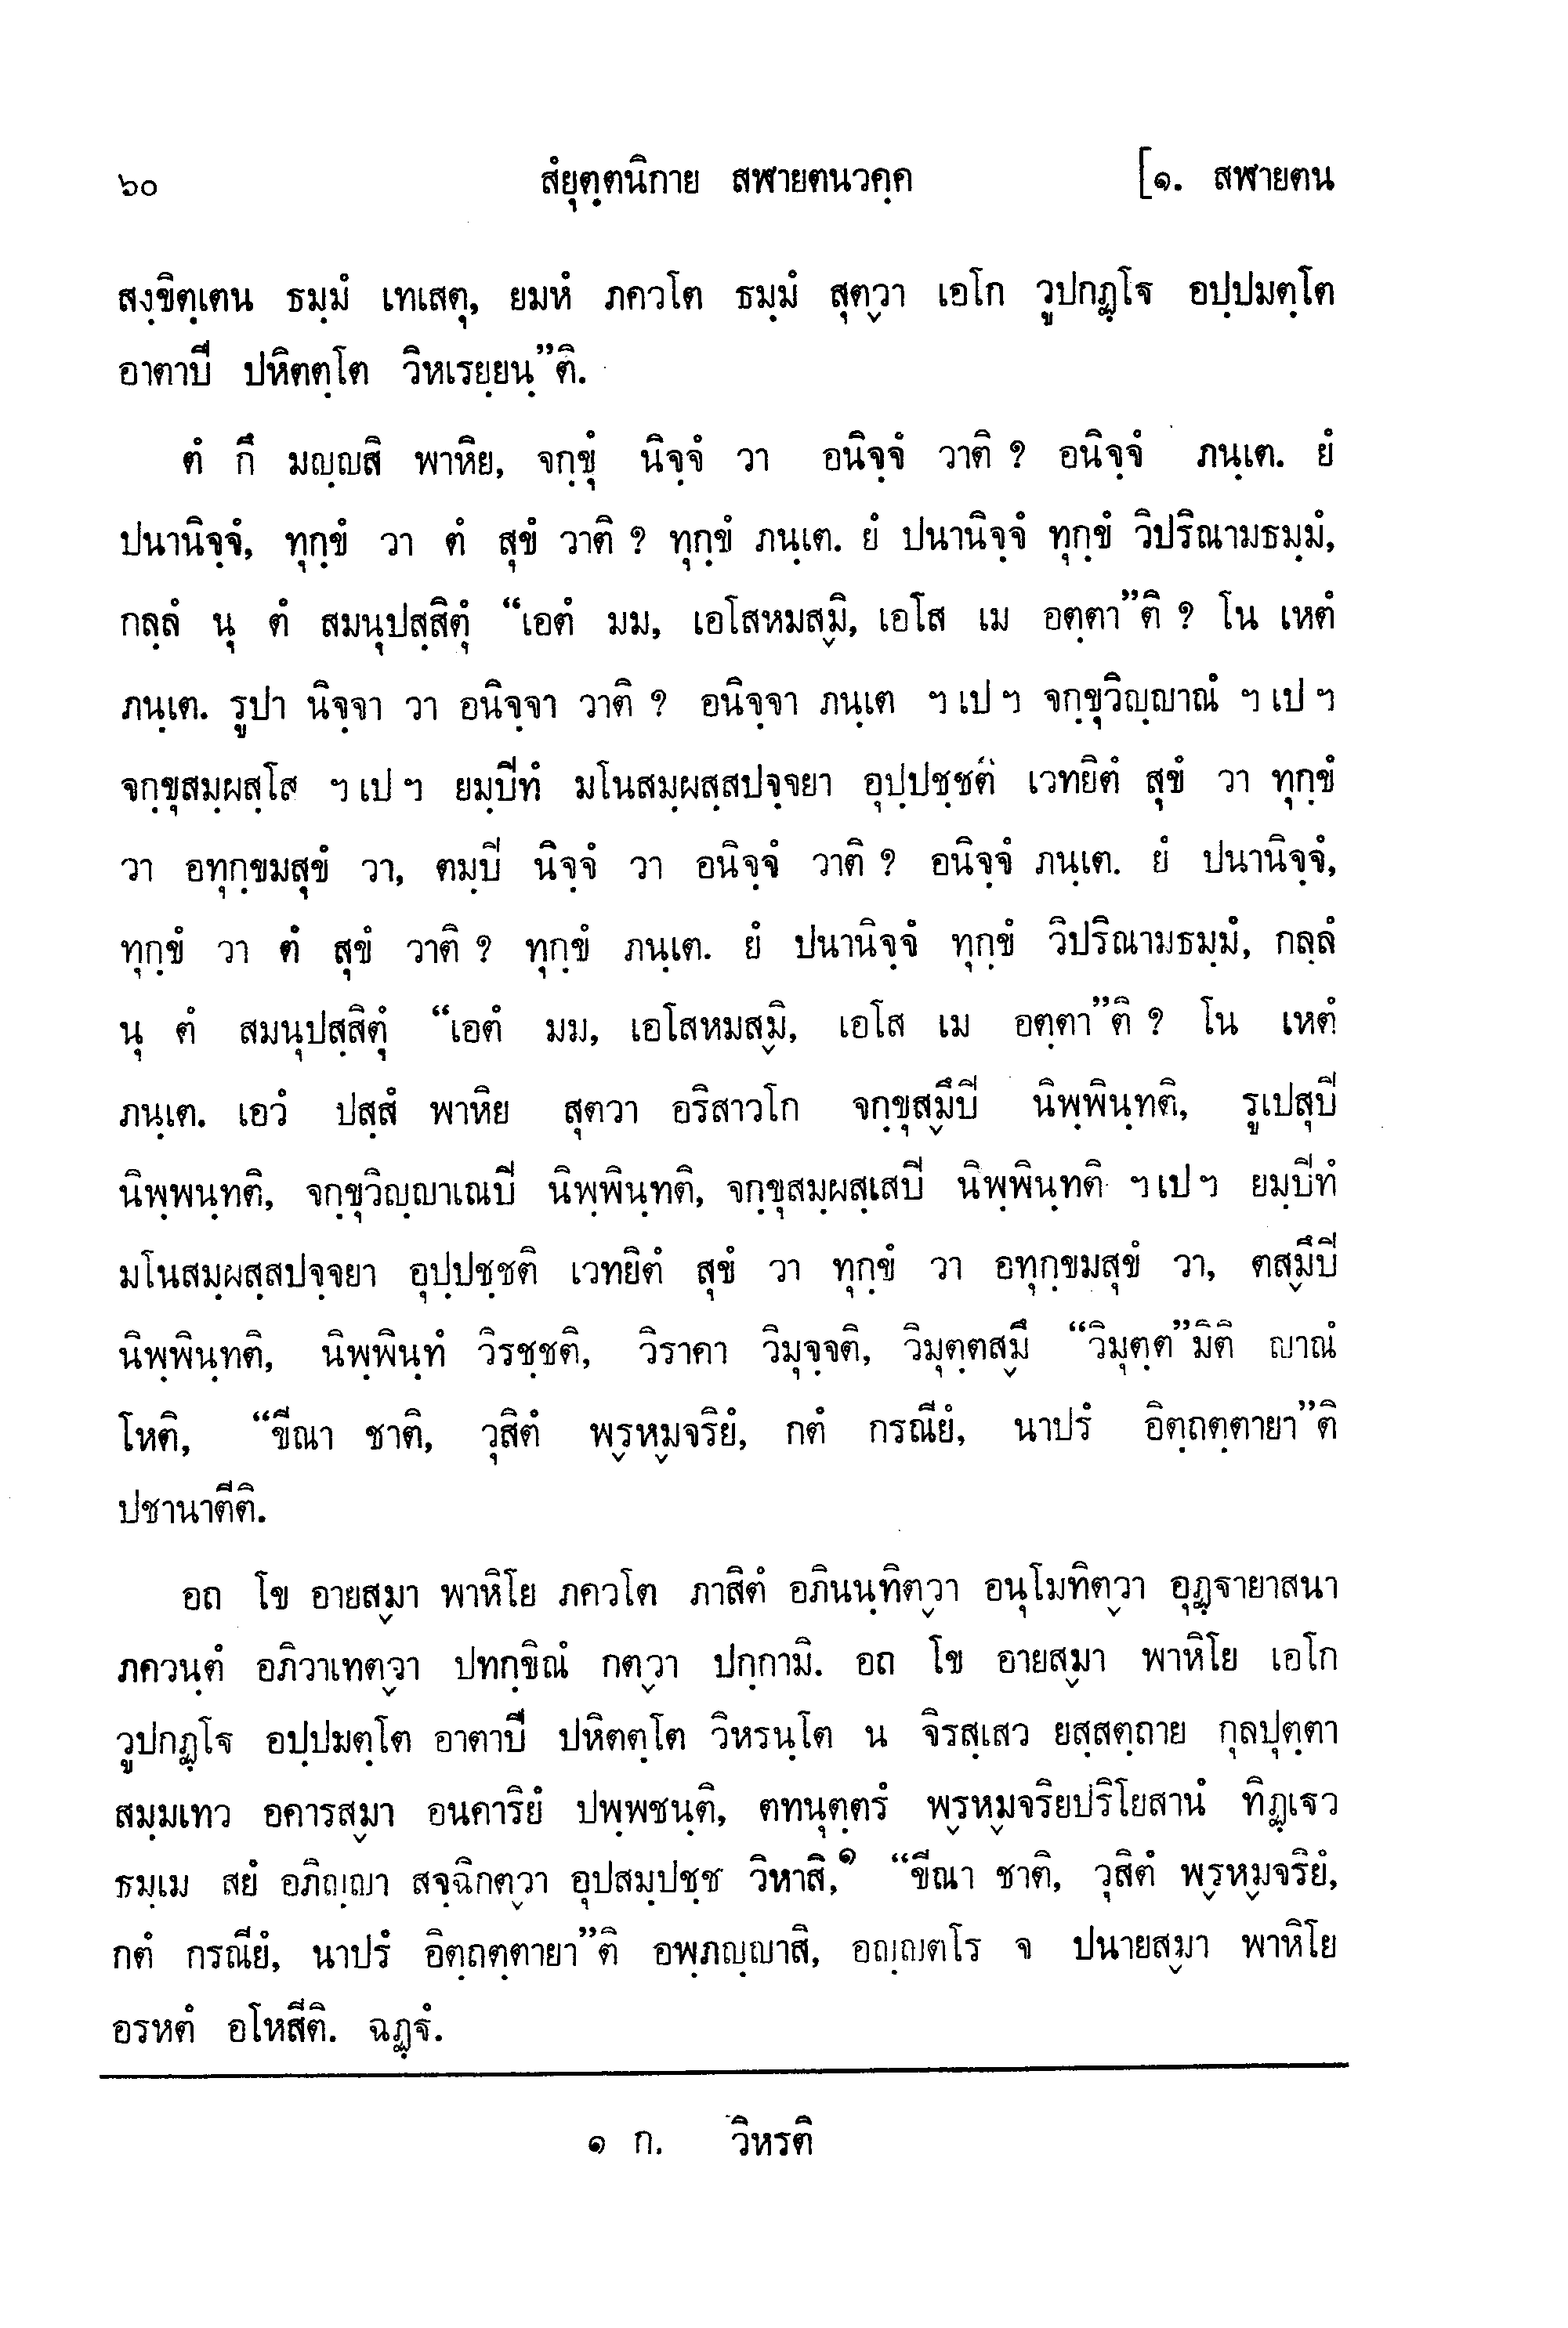 ๖๐ สํยุตฺตนิกาย สฬายตนวคฺค [๑. สฬายตน
สงฺขิตฺเตน ธมฺมํ เทเสตุ, ยมหํ ภควโต ธมฺมํ สุตฺวา เอโก วูปกฏฺโฐ อปฺปมตฺโต
อาตาปี ปหิตตฺโต วิหเรยฺยนฺ”ติ.
ตํ กึ มญฺญสิ พาหิย, จกฺขุํ นิจฺจํ วา อนิจฺจํ วาติ ? อนิจฺจํ ภนฺเต. ยํ
ปนานิจฺจํ, ทุกฺขํ วา ตํ สุขํ วาติ ? ทุกฺขํ ภนฺเต. ยํ ปนานิจฺจํ ทุกฺขํ วิปริณามธมฺมํ,
กลฺลํ นุ ตํ สมนุปสฺสิตุํ “เอตํ มม, เอโสหมสฺมิ, เอโส เม อตฺตา”ติ ? โน เหตํ
ภนฺเต. รูปา นิจฺจา วา อนิจฺจา วาติ ? อนิจฺจา ภนฺเต ฯ เป ฯ จกฺขุวิญฺญาณํ ฯ เป ฯ
จกฺขุสมฺผสฺโส ฯ เป ฯ ยมฺปีทํ มโนสมฺผสฺสปจฺจยา อุปฺปชฺชติ เวทยิตํ สุขํ วา ทุกฺขํ
วา อทุกฺขมสุขํ วา, ตมฺปิ นิจฺจํ วา อนิจฺจํ วาติ ? อนิจฺจํ ภนฺเต. ยํ ปนานิจฺจํ,
ทุกฺขํ วา ตํ สุขํ วาติ ? ทุกฺขํ ภนฺเต. ยํ ปนานิจฺจํ ทุกฺขํ วิปริณามธมฺมํ, กลฺลํ
นุ ตํ สมนุปสฺสิตุํ “เอตํ มม, เอโสหมสฺมิ, เอโส เม อตฺตา”ติ ? โน เหตํ
ภนฺเต. เอวํ ปสฺสํ พาหิย สุตวา อริสาวโก จกฺขุสฺมึปิ นิพฺพินฺทติ, รูเปสุปิ
นิพฺพนฺทติ, จกฺขุวิญฺญาเณปิ นิพฺพินฺทติ, จกฺขุสมฺผสฺเสปิ นิพฺพินฺทติ ฯ เป ฯ ยมฺปีทํ
มโนสมฺผสฺสปจฺจยา อุปฺปชฺชติ เวทยิตํ สุขํ วา ทุกฺขํ วา อทุกฺขมสุขํ วา, ตสฺมึปิ
นิพฺพินฺทติ, นิพฺพินฺทํ วิรชฺชติ, วิราคา วิมุจฺจติ, วิมุตฺตสฺมึ “วิมุตฺต”มิติ ญาณํ
โหติ, “ขีณา ชาติ, วุสิตํ พฺรหฺมจริยํ, กตํ กรณียํ, นาปรํ อิตฺถตฺตายา”ติ
ปชานาตีติ.
อถ โข อายสฺมา พาหิโย ภควโต ภาสิตํ อภินนฺทิตฺวา อนุโมทิตฺวา อุฏฺฐายาสนา
ภควนฺตํ อภิวาเทตฺวา ปทกฺขิณํ กตฺวา ปกฺกามิ. อถ โข อายสฺมา พาหิโย เอโก
วูปกฏฺโฐ อปฺปมตฺโต อาตาปี ปหิตตฺโต วิหรนฺโต น จิรสฺเสว ยสฺสตฺถาย กุลปุตฺตา
สมฺมเทว อคารสฺมา อนคาริยํ ปพฺพชนฺติ, ตทนุตฺตรํ พฺรหฺมจริยปริโยสานํ ทิฏฺเฐว
ธมฺเม สยํ อภิญฺญา สจฺฉิกตฺวา อุปสมฺปชฺช วิหาสิ,๑ “ขีณา ชาติ, วุสิตํ พฺรหฺมจริยํ,
กตํ กรณียํ, นาปรํ อิตฺถตฺตายา”ติ อพฺภญฺญาสิ, อญฺญตโร จ ปนายสฺมา พาหิโย
อรหตํ อโหสีติ. ฉฏฺฐํ.
๑ ก. วิหรติ